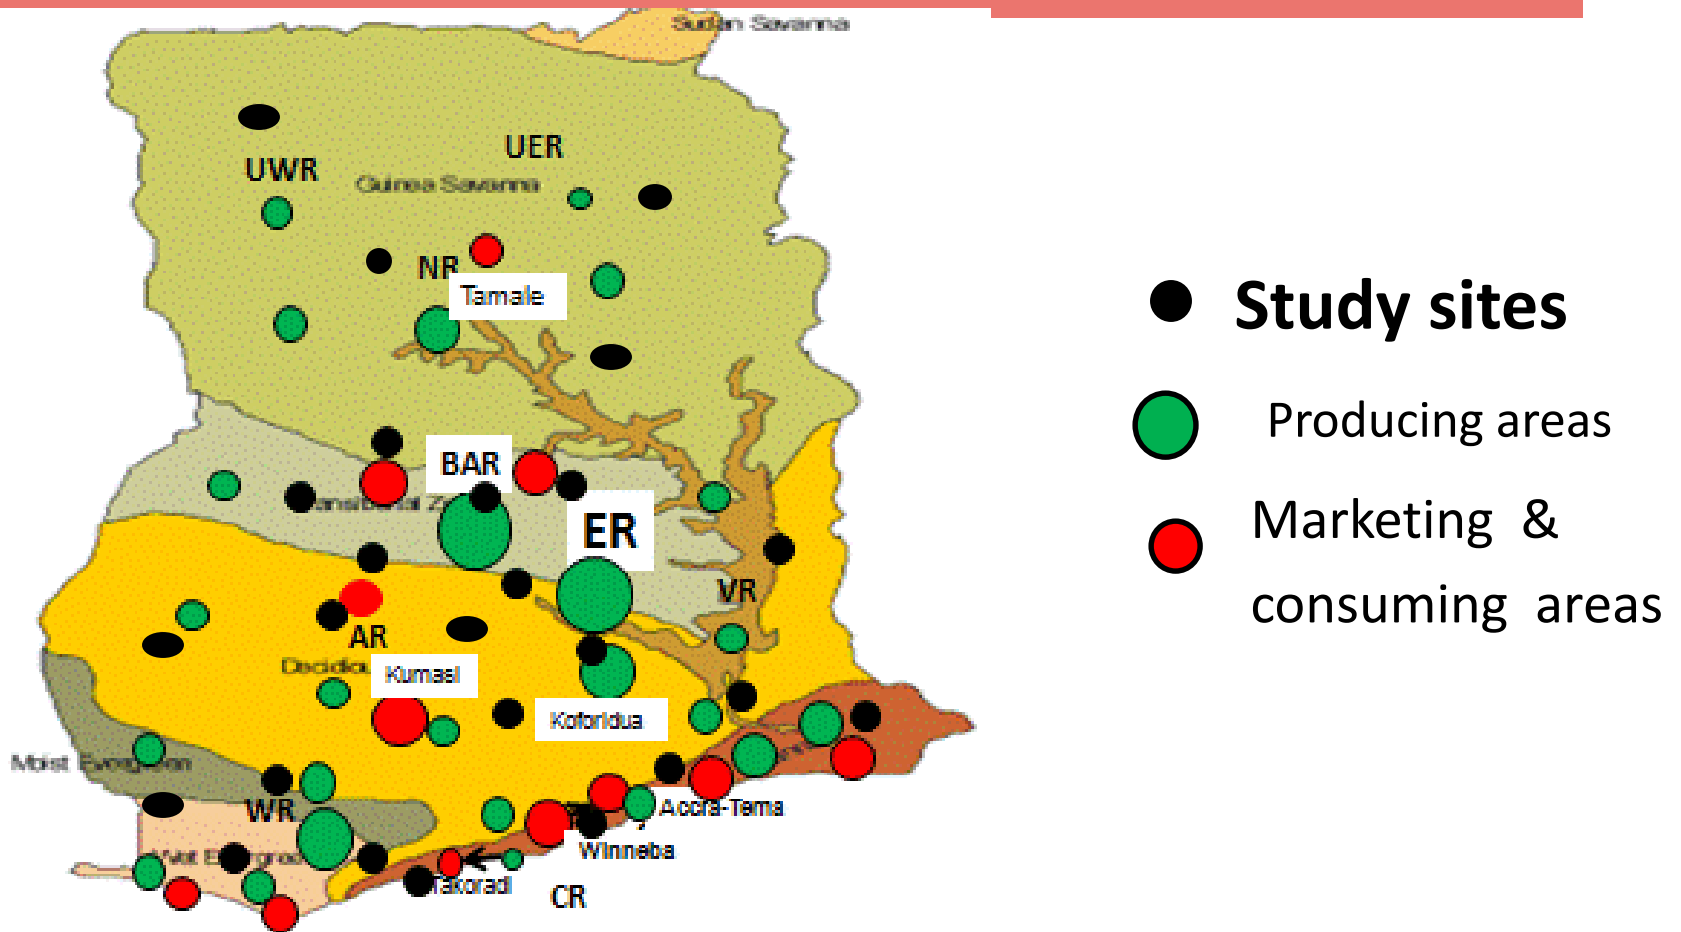 Sudan Savanna
UER
UWR
Guinea Savanna
NR
Tamale
Study sites
Producing areas
BAR
ER
Marketing & 
consuming areas
VR
AR
Kumasi
Koforidua
Moist Evergreen
WR
Accra-Tema
Winneba
Takoradi
CR